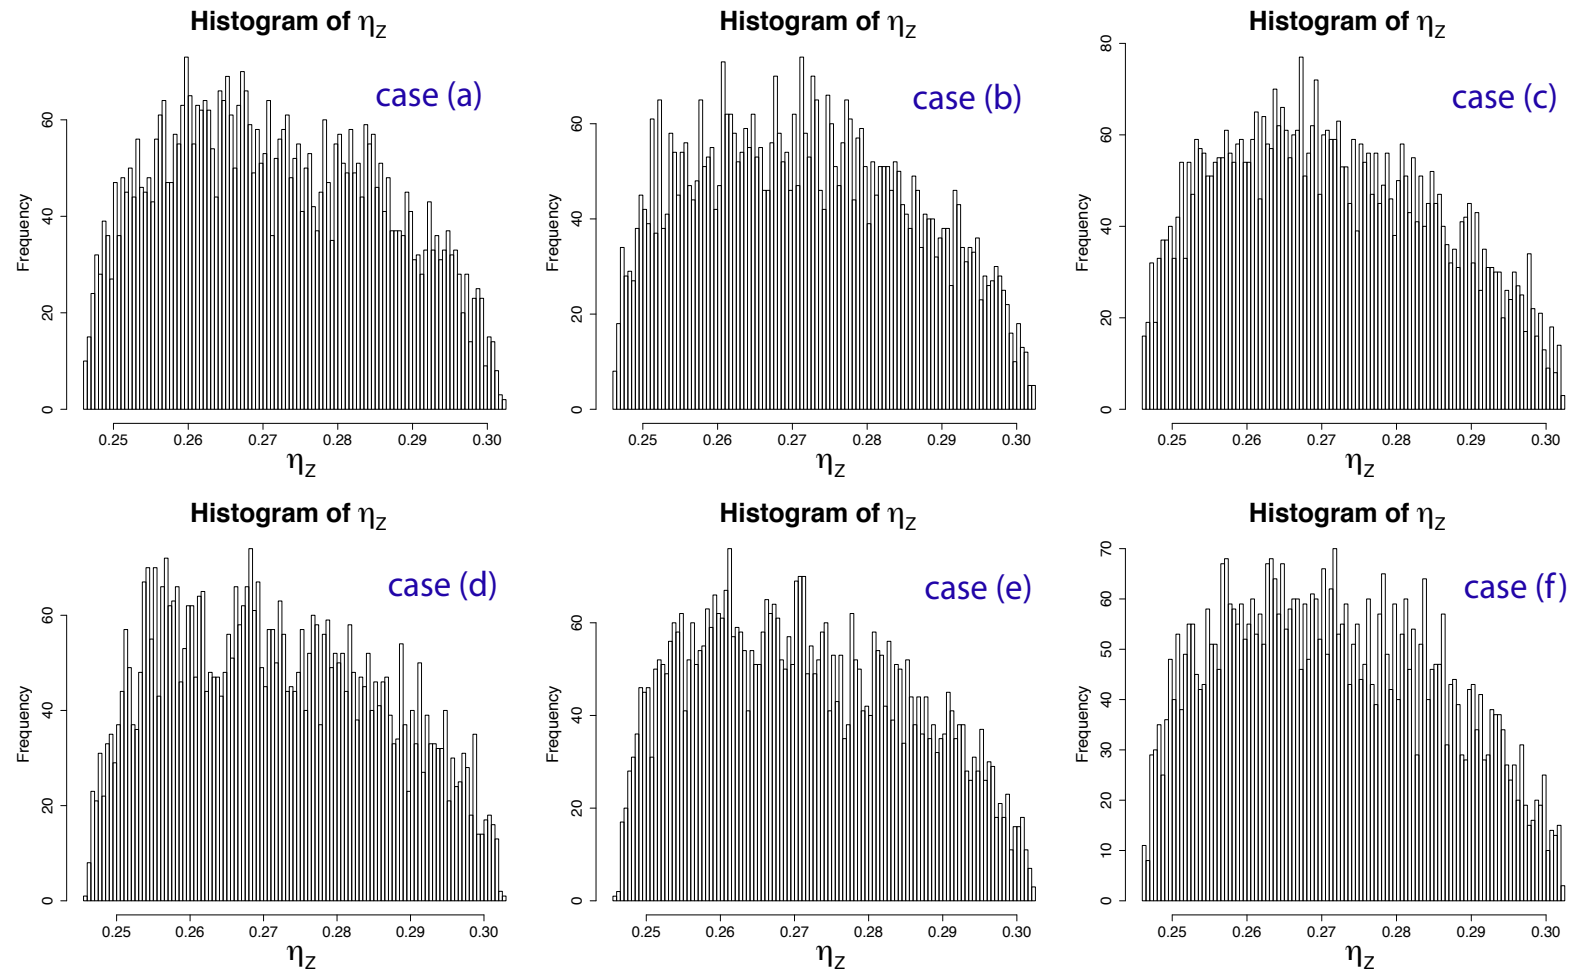 Histogram of ηZ
case (a)
Frequency
0 20 40 60
0.25 0.26 0.27 0.28 0.29 0.30
ηZ
Histogram of ηZ
case (b)
Frequency
0 20 40 60
0.25 0.26 0.27 0.28 0.29 0.30
ηZ
Histogram of ηZ
case (c)
Frequency
0 20 40 60 80
0.25 0.26 0.27 0.28 0.29 0.30
ηZ
Histogram of ηZ
case (d)
Frequency
0 20 40 60
0.25 0.26 0.27 0.28 0.29 0.30
ηZ
Histogram of ηZ
case (e)
Frequency
0 20 40 60
0.25 0.26 0.27 0.28 0.29 0.30
ηZ
Histogram of ηZ
case (f)
Frequency
0 10 20 30 40 50 60 70
0.25 0.26 0.27 0.28 0.29 0.30
ηZ